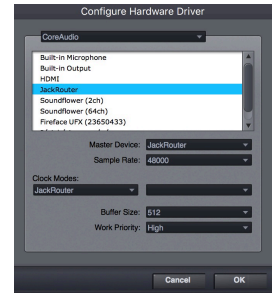 Configure Hardware Driver
CoreAudio
Built-in Microphone
Built-in Output
HDMI
JackRouter
Soundflower (2ch)
Soundflower (64ch)
Fireface UFX (23650433)
Master Device: JackRouter
Sample Rate: 48000
Clock Modes:
JackRouter
Buffer Size: 512
Work Priority: High
Cancel OK